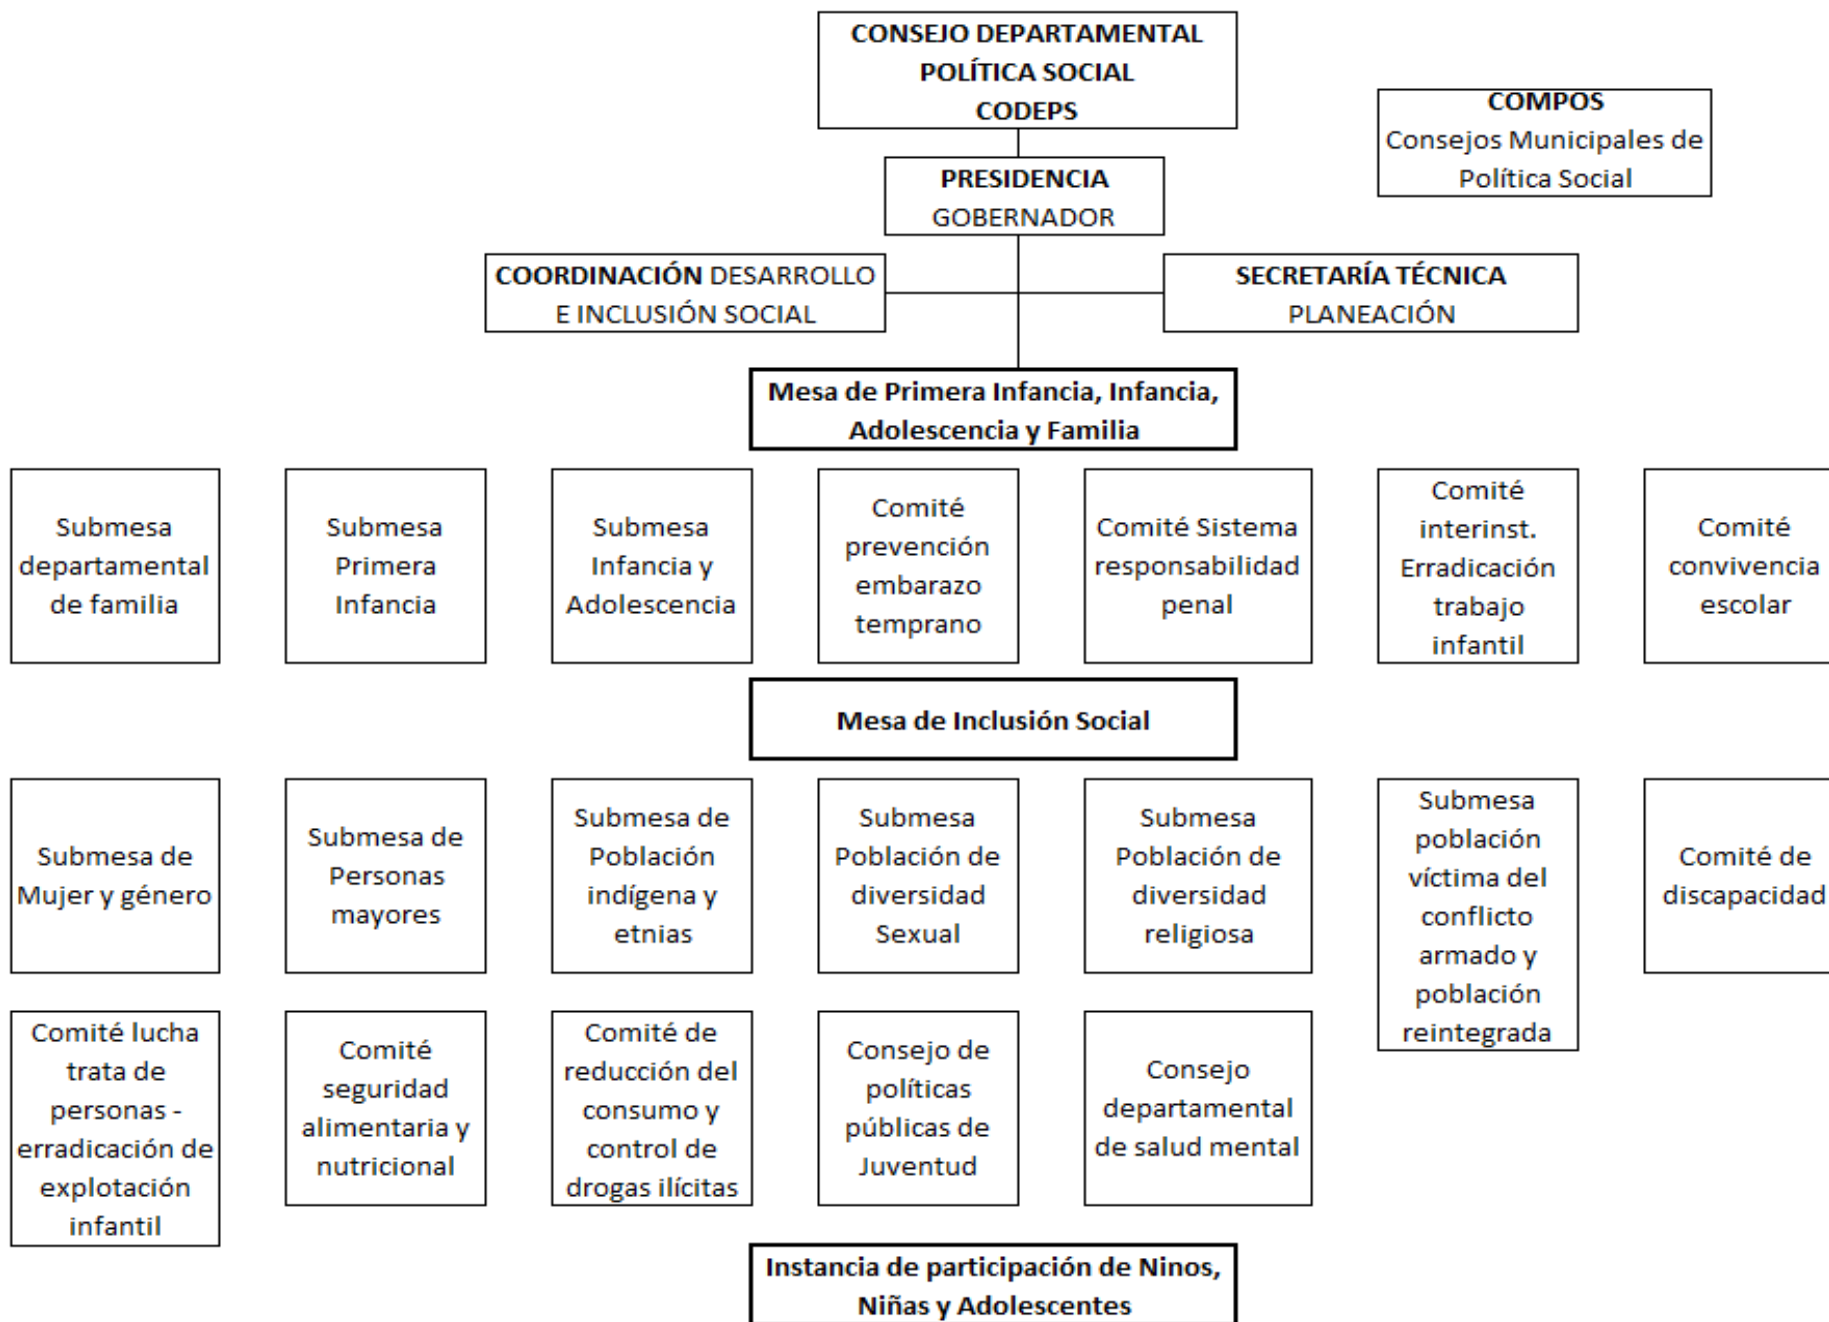 CONSEJO DEPARTAMENTAL
POLÍTICA SOCIAL
CODEPS
COMPOS
Consejos Municipales de
Política Social
PRESIDENCIA
GOBERNADOR
COORDINACIÓN DESARROLLO
E INCLUSIÓN SOCIAL
SECRETARÍA TÉCNICA
PLANEACIÓN
Mesa de Primera Infancia, Infancia,
Adolescencia y Familia
Submesa
departamental
de familia
Submesa
Primera
Infancia
Submesa
Infancia y
Adolescencia
Comité
prevención
embarazo
temprano
Comité Sistema
responsabilidad
penal
Comité
interinst.
Erradicación
trabajo
infantil
Comité
convivencia
escolar
Mesa de Inclusión Social
Submesa de
Mujer y género
Submesa de
Personas
mayores
Submesa de
Población
indígena y
etnias
Submesa
Población de
diversidad
Sexual
Submesa
Población de
diversidad
religiosa
Submesa
población
víctima del
conflicto
armado y
población
reintegrada
Comité de
discapacidad
Comité lucha
trata de
personas -
erradicación de
explotación
infantil
Comité
seguridad
alimentaria y
nutricional
Comité de
reducción del
consumo y
control de
drogas ilícitas
Consejo de
políticas
públicas de
Juventud
Consejo
departamental
de salud mental
Instancia de participación de Ninos,
Niñas y Adolescentes